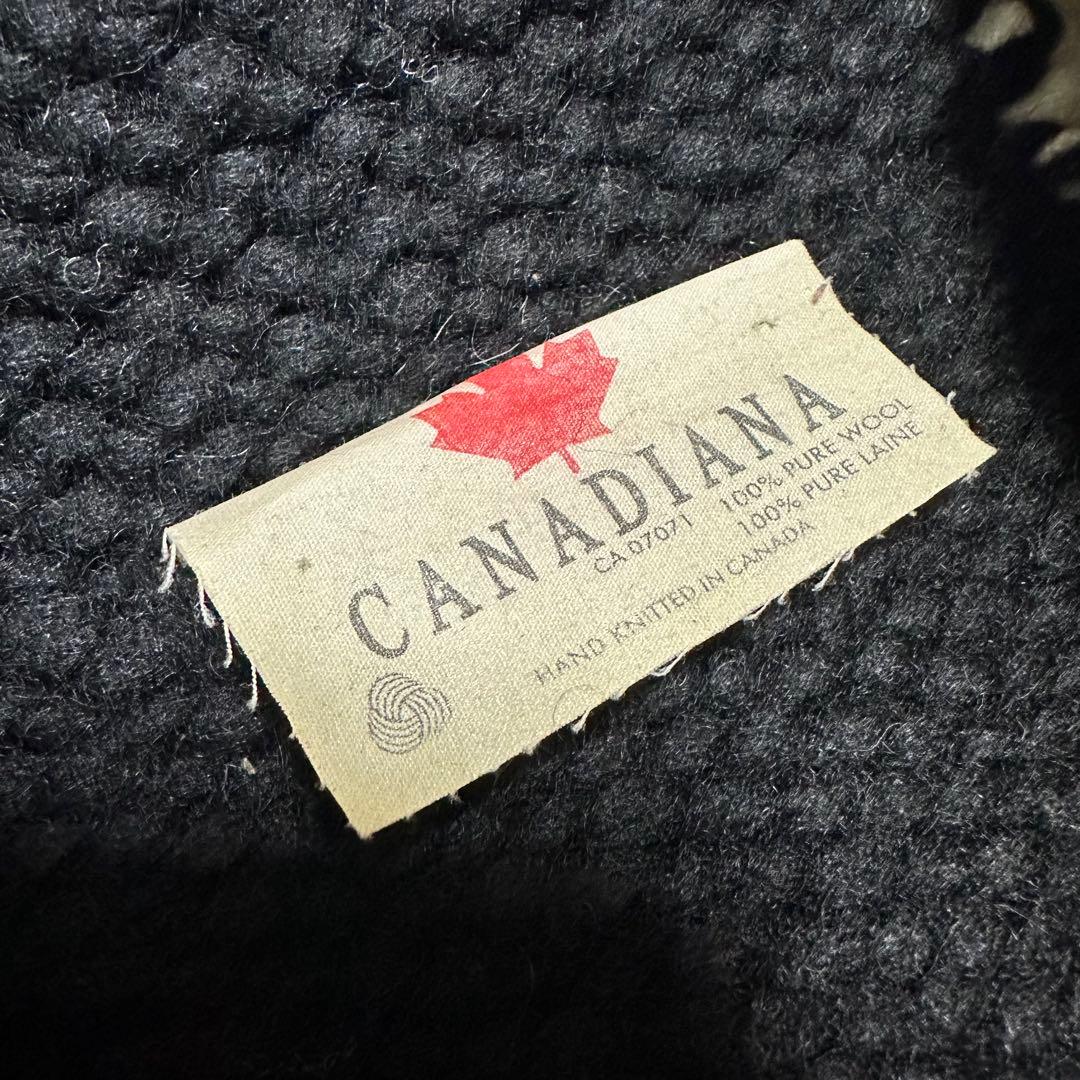 CANADIANA
CA 07071 100% PURE WOOL
100% PURE LAINE
HAND KNITTED IN CANADA